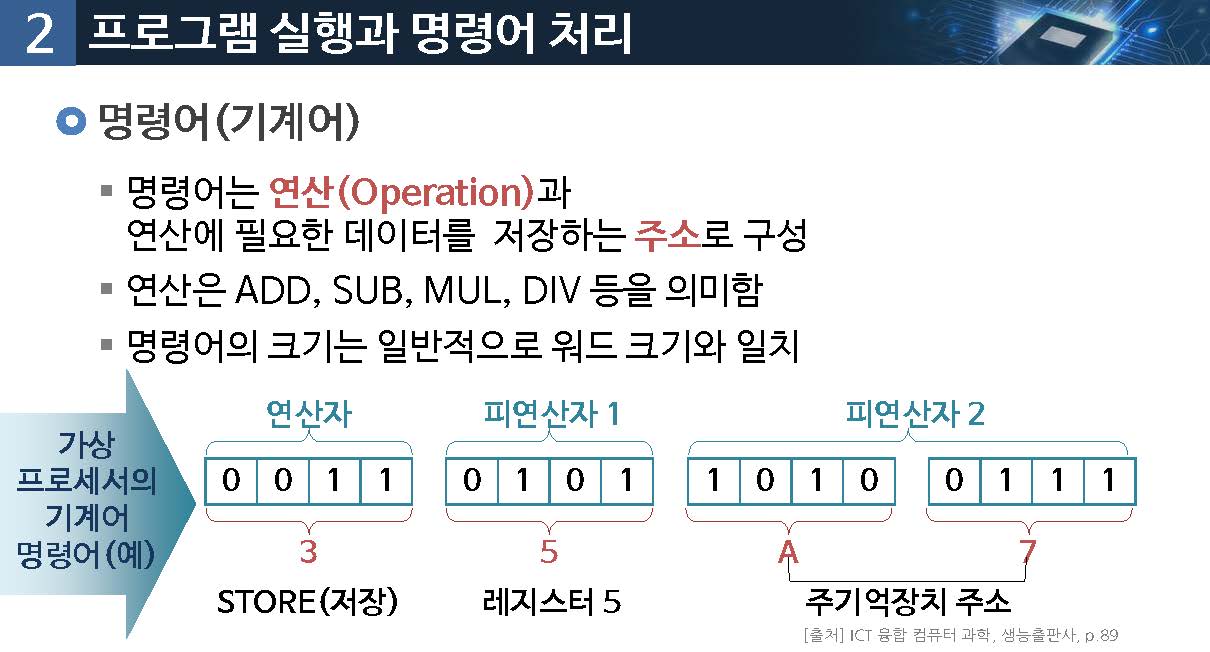 2 프로그램 실행과 명령어 처리
명령어(기계어)
▪ 명령어는 연산(Operation)과
연산에 필요한 데이터를 저장하는 주소로 구성
▪ 연산은 ADD, SUB, MUL, DIV 등을 의미함
▪ 명령어의 크기는 일반적으로 워드 크기와 일치
가상
프로세서의
기계어
명령어(예)
연산자 피연산자 1 피연산자 2
0 0 1 1 0 1 0 1 1 0 1 0 0 1 1 1
3 5 A 7
STORE(저장) 레지스터 5 주기억장치 주소
[출처] ICT 융합 컴퓨터 과학, 생능출판사, p.89